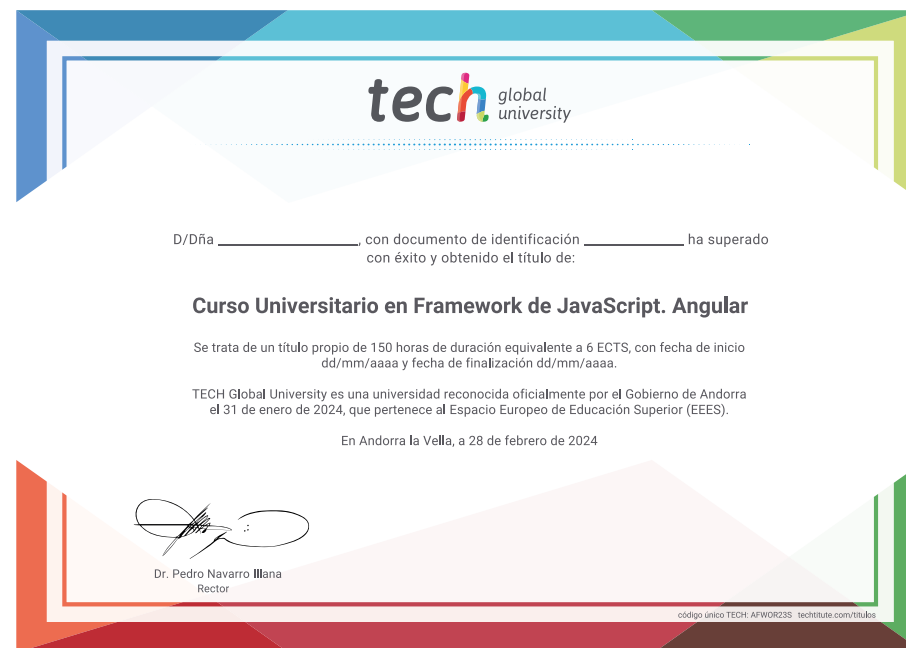 tech global university
D/Dña ______________, con documento de identificación __________ ha superado
con éxito y obtenido el título de:
Curso Universitario en Framework de JavaScript. Angular
Se trata de un título propio de 150 horas de duración equivalente a 6 ECTS, con fecha de inicio
dd/mm/aaaa y fecha de finalización dd/mm/aaaa.
TECH Global University es una universidad reconocida oficialmente por el Gobierno de Andorra
el 31 de enero de 2024, que pertenece al Espacio Europeo de Educación Superior (EEES).
En Andorra la Vella, a 28 de febrero de 2024
Dr. Pedro Navarro Illana
Rector
código único TECH: AFWOR23S techtitute.com/titulos